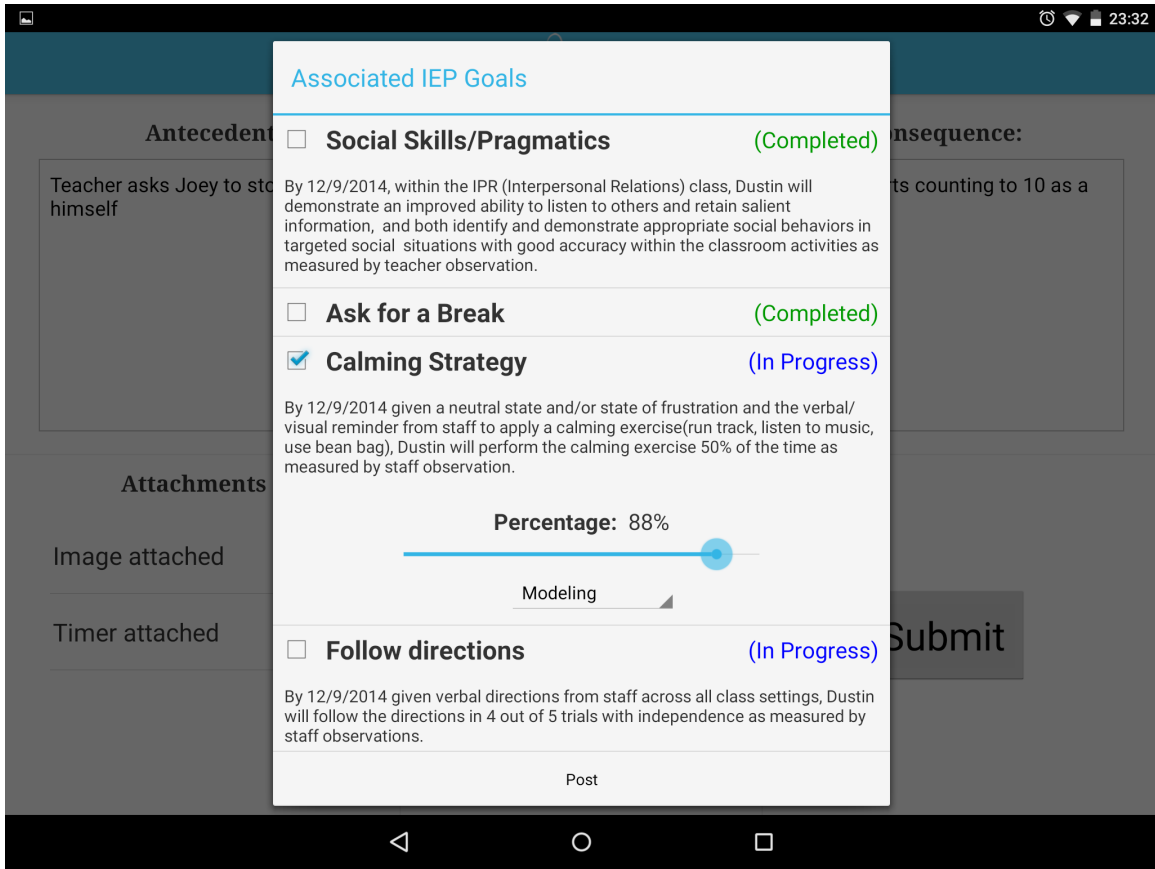 23:32
Associated IEP Goals
Antecedent
onsequence:
Teacher asks Joey to sto
himself
rts counting to 10 as a
Social Skills/Pragmatics (Completed)
By 12/9/2014, within the IPR (Interpersonal Relations) class, Dustin will
demonstrate an improved ability to listen to others and retain salient
information,  and both identify and demonstrate appropriate social behaviors in
targeted social  situations with good accuracy within the classroom activities as
measured by teacher observation.
Ask for a Break (Completed)
Calming Strategy (In Progress)
By 12/9/2014 given a neutral state and/or state of frustration and the verbal/
visual reminder from staff to apply a calming exercise(run track, listen to music,
use bean bag), Dustin will perform the calming exercise 50% of the time as
measured by staff observation.
Attachments
Percentage: 88%
Image attached
Modeling
Timer attached
Submit
Follow directions (In Progress)
By 12/9/2014 given verbal directions from staff across all class settings, Dustin
will follow the directions in 4 out of 5 trials with independence as measured by
staff observations.
Post